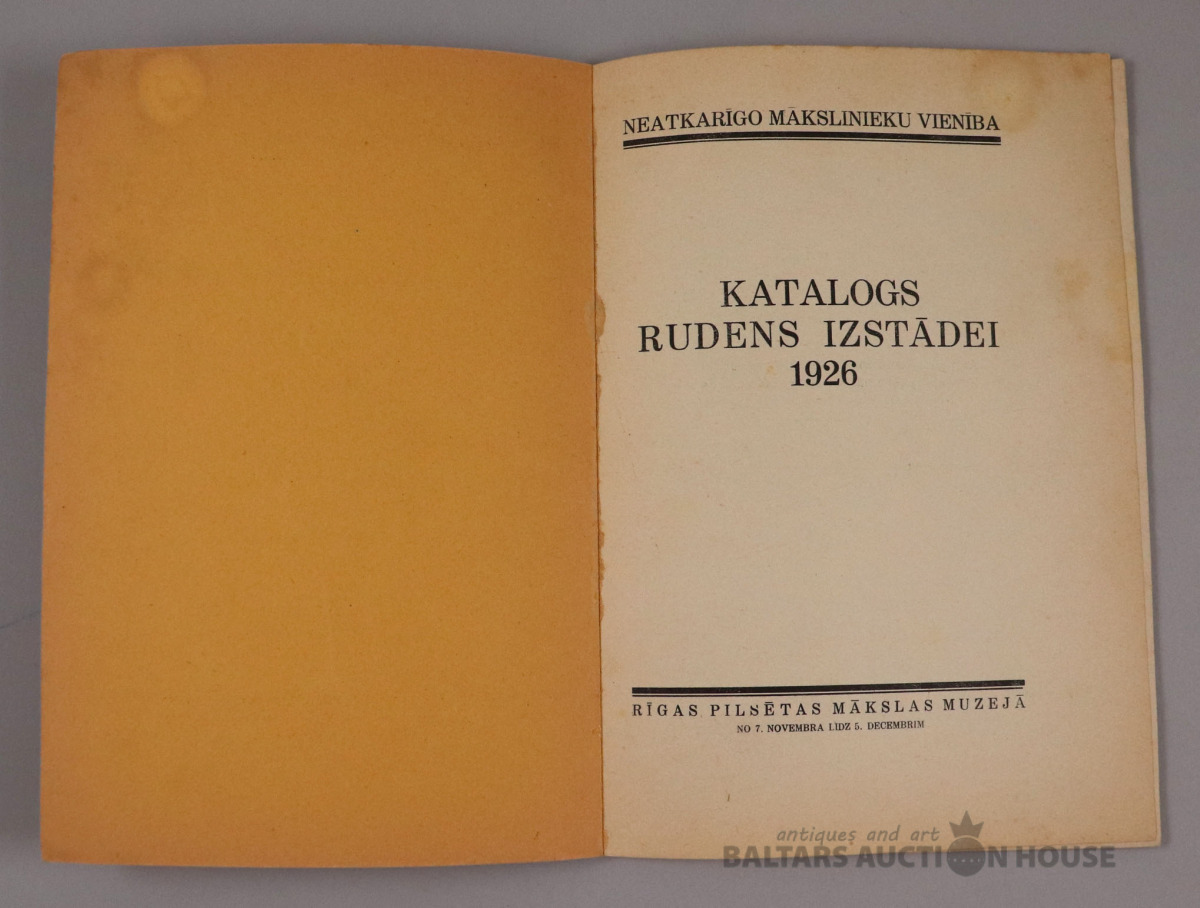 NEATKARĪGO MĀKSLINIEKU VIENĪBA
KATALOGS
RUDENS IZSTĀDEI
1926
RĪGAS PILSĒTAS MĀKSLAS MUZEJĀ
NO 7. NOVEMBRA LĪDZ 5. DECEMBRIM
antiques and art
BALTARS AUCTION HOUSE